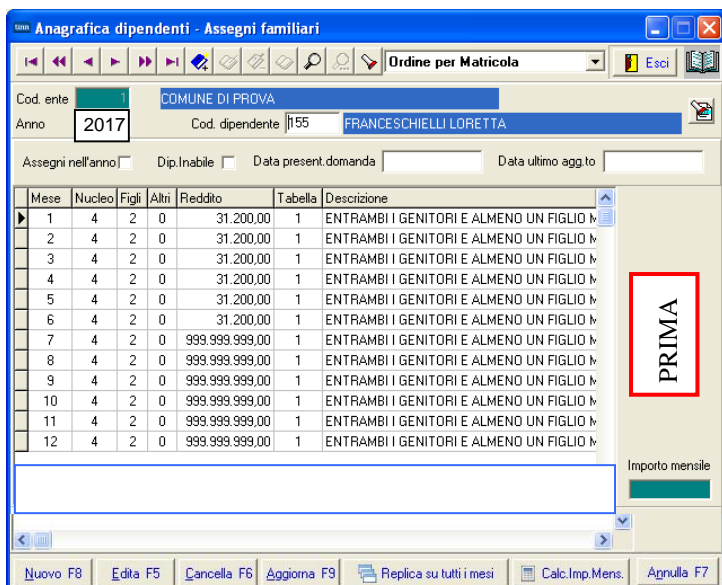 tinn Anagrafica dipendenti - Assegni familiari
Ordine per Matricola Esci
Cod. ente 1 COMUNE DI PROVA
Anno 2017 Cod. dipendente 155 FRANCESCHIELLI LORETTA
Assegni nell'anno Dip.Inabile Data present.domanda Data ultimo agg.to
Mese Nucleo Figli Altri Reddito Tabella Descrizione
1 4 2 0 31.200,00 1 ENTRAMBI I GENITORI E ALMENO UN FIGLIO M
2 4 2 0 31.200,00 1 ENTRAMBI I GENITORI E ALMENO UN FIGLIO M
3 4 2 0 31.200,00 1 ENTRAMBI I GENITORI E ALMENO UN FIGLIO M
4 4 2 0 31.200,00 1 ENTRAMBI I GENITORI E ALMENO UN FIGLIO M
5 4 2 0 31.200,00 1 ENTRAMBI I GENITORI E ALMENO UN FIGLIO M
6 4 2 0 31.200,00 1 ENTRAMBI I GENITORI E ALMENO UN FIGLIO M
7 4 2 0 999.999.999,00 1 ENTRAMBI I GENITORI E ALMENO UN FIGLIO M
8 4 2 0 999.999.999,00 1 ENTRAMBI I GENITORI E ALMENO UN FIGLIO M
9 4 2 0 999.999.999,00 1 ENTRAMBI I GENITORI E ALMENO UN FIGLIO M
10 4 2 0 999.999.999,00 1 ENTRAMBI I GENITORI E ALMENO UN FIGLIO M
11 4 2 0 999.999.999,00 1 ENTRAMBI I GENITORI E ALMENO UN FIGLIO M
12 4 2 0 999.999.999,00 1 ENTRAMBI I GENITORI E ALMENO UN FIGLIO M
PRIMA
Importo mensile
Nuovo F8 Edita F5 Cancella F6 Aggiorna F9 Replica su tutti i mesi Calc.Imp.Mens. Annulla F7